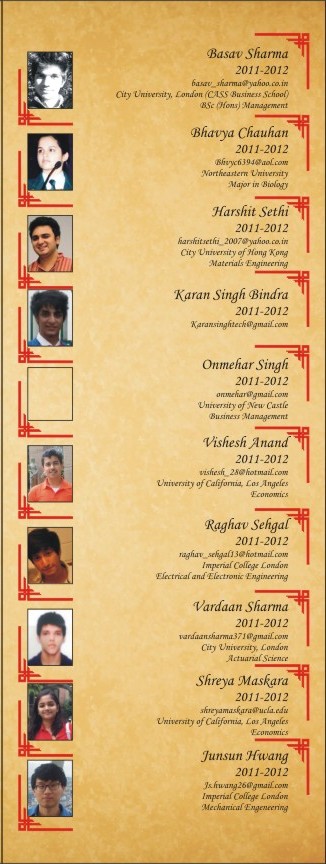 Basav Sharma
2011-2012
basav_sharma@yahoo.co.in
City University, London (CASS Business School)
BSc (Hons) Management
Bhavya Chauhan
2011-2012
Bhvyc6394@aol.com
Northeastern University
Major in Biology
Harshit Sethi
2011-2012
harshitsethi_2007@yahoo.co.in
City University of Hong Kong
Materials Engineering
Karan Singh Bindra
2011-2012
Karansinghtech@gmail.com
Onmehar Singh
2011-2012
onmehar@gmail.com
University of New Castle
Business Management
Vishesh Anand
2011-2012
vishesh_28@hotmail.com
University of California, Los Angeles
Economics
Raghav Sehgal
2011-2012
raghav_sehgal13@hotmail.com
Imperial College London
Electrical and Electronic Engineering
Vardaan Sharma
2011-2012
vardaansharma371@gmail.com
City University, London
Actuarial Science
Shreya Maskara
2011-2012
shreyamaskara@ucla.edu
University of California, Los Angeles
Economics
Junsun Hwang
2011-2012
Js.hwang26@gmail.com
Imperial College London
Mechanical Engeneering